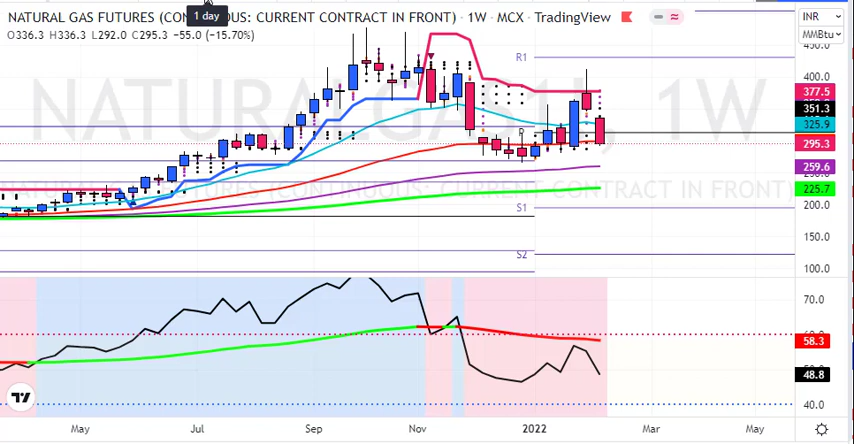 NATURAL GAS FUTURES (CON OUS: CURRENT CONTRACT IN FRONT) · 1W · MCX · TradingView
1 day
INR
O336.3 H336.3 L292.0 C295.3 −55.0 (−15.70%)
MMBtu
R1
400.0
377.5
351.3
325.9
P
295.3
259.6
225.7
S1
200.0
150.0
S2
100.0
70.0
58.3
48.8
40.0
May
Jul
Sep
Nov
2022
Mar
May